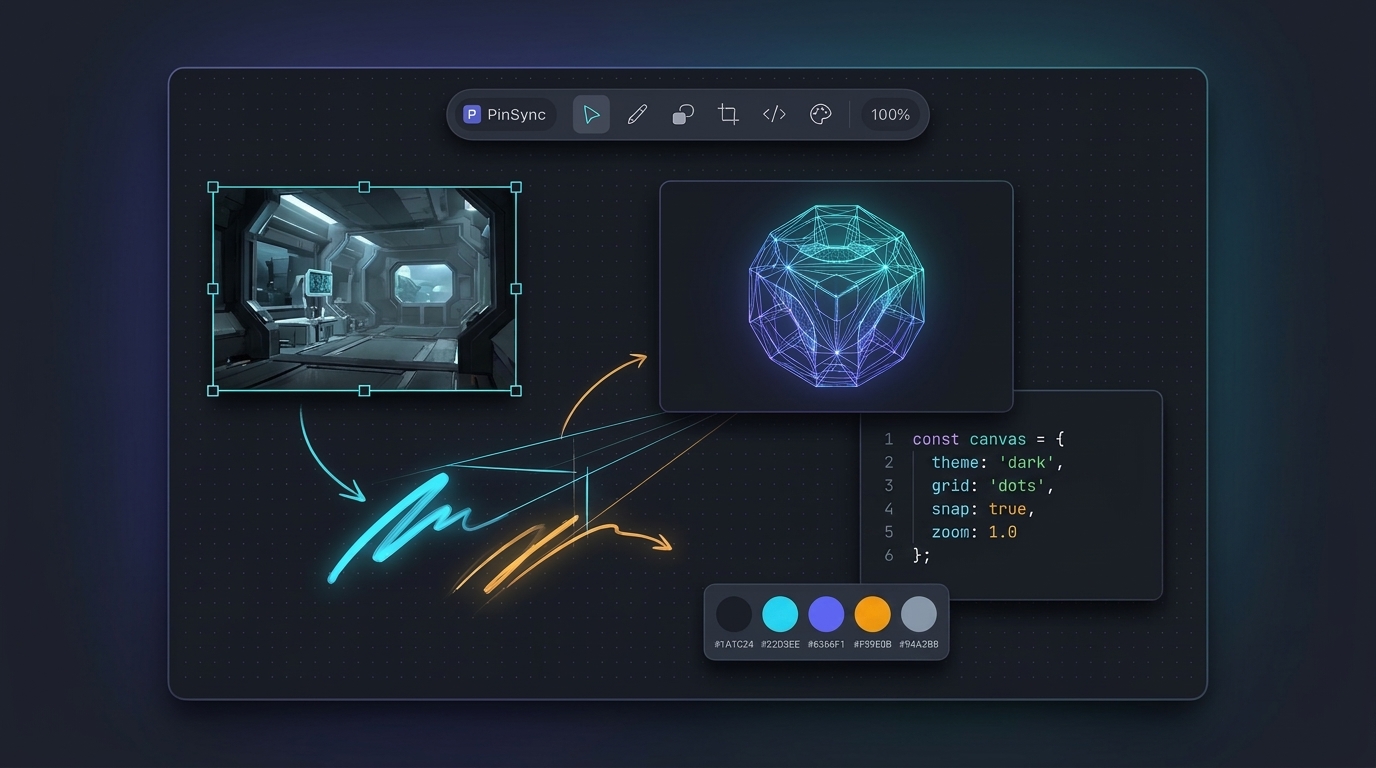 P PinSync
100%
1 const canvas = {
2 theme: 'dark',
3 grid: 'dots',
4 snap: true,
5 zoom: 1.0
6 };
#1ATC24 #22D3EE #6366F1 #F59E0B #94A2B8